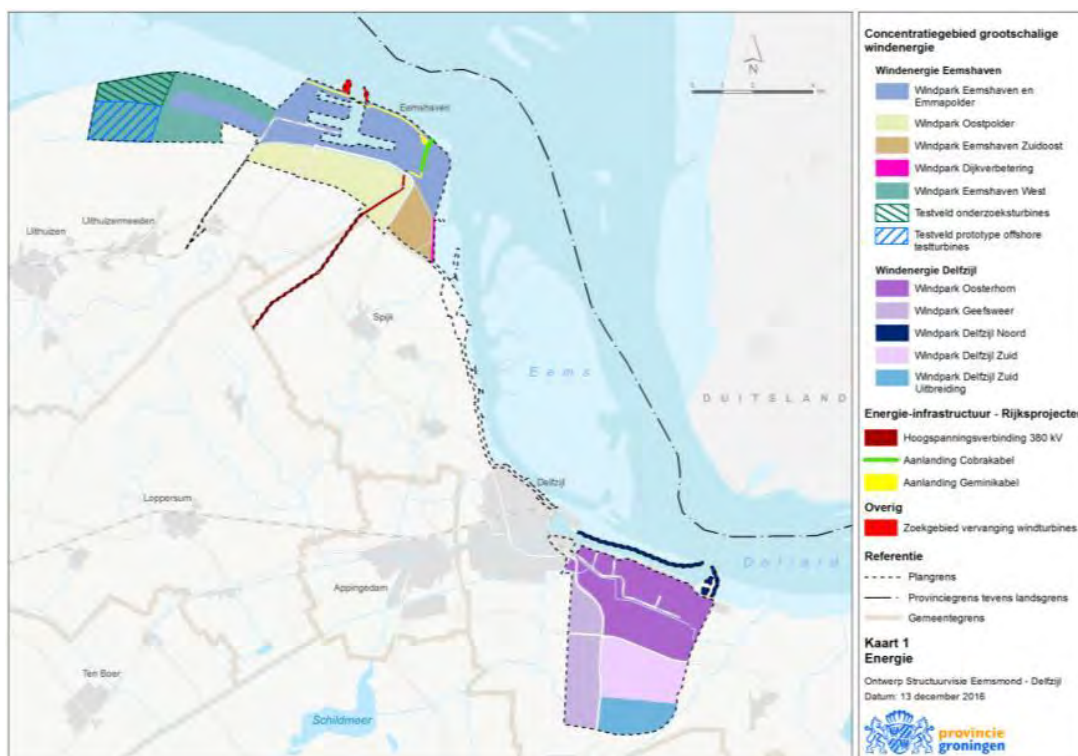 Eemshaven
Uithuizermeeden
Uithuizen
Spijk
Eems
DUITSLAND
Delfzijl
Loppersum
Dollard
Appingedam
Ten Boer
Schildmeer
N
Concentratiegebied grootschalige
windenergie
Windenergie Eemshaven
Windpark Eemshaven en
Emmapolder
Windpark Oostpolder
Windpark Eemshaven Zuidoost
Windpark Dijkverbetering
Windpark Eemshaven West
Testveld onderzoeksturbines
Testveld prototype offshore
testturbines
Windenergie Delfzijl
Windpark Oosterhorn
Windpark Geefsweer
Windpark Delfzijl Noord
Windpark Delfzijl Zuid
Windpark Delfzijl Zuid
Uitbreiding
Energie-infrastructuur - Rijksprojecten
Hoogspanningsverbinding 380 kV
Aanlanding Cobrakabel
Aanlanding Geminikabel
Overig
Zoekgebied vervanging windturbines
Referentie
Plangrens
Provinciegrens tevens landsgrens
Gemeentegrens
Kaart 1
Energie
Ontwerp Structuurvisie Eemsmond - Delfzijl
Datum: 13 december 2016
provincie
groningen